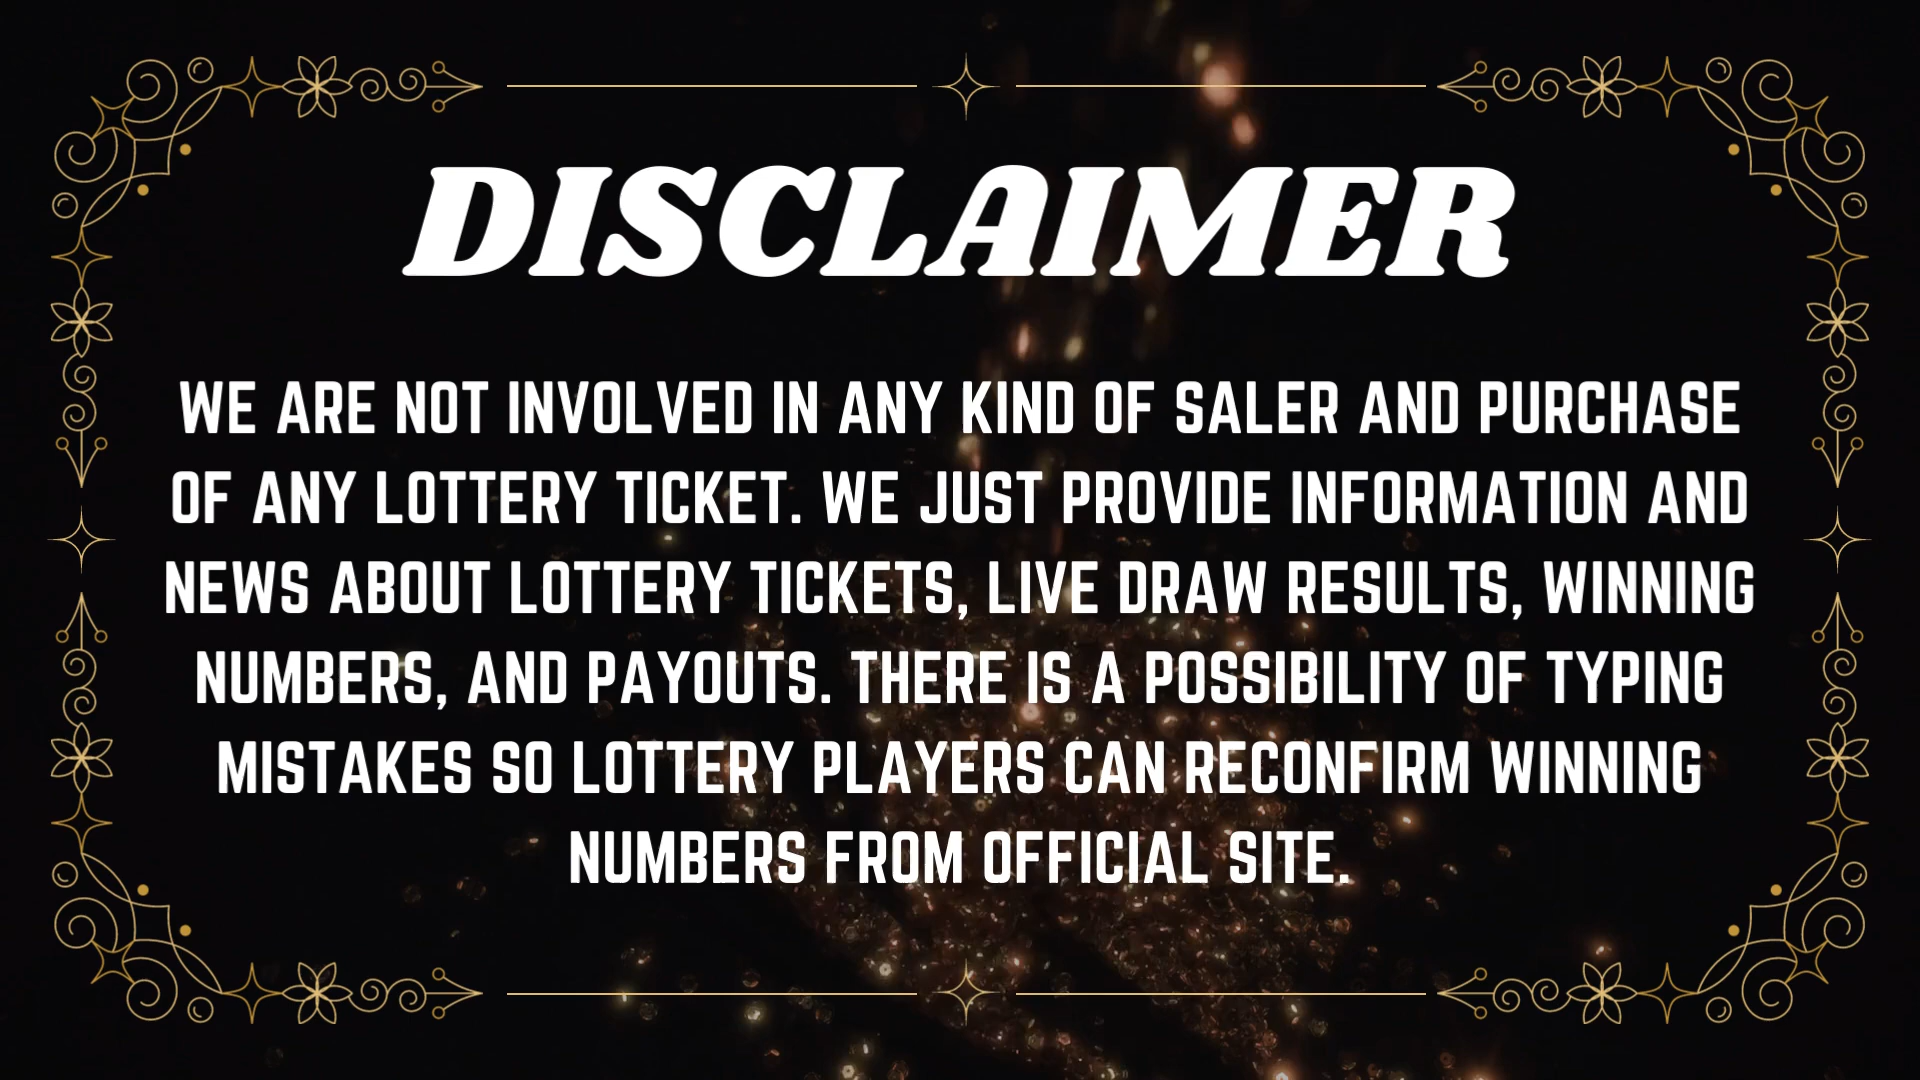 DISCLAIMER
WE ARE NOT INVOLVED IN ANY KIND OF SALER AND PURCHASE
OF ANY LOTTERY TICKET. WE JUST PROVIDE INFORMATION AND
NEWS ABOUT LOTTERY TICKETS, LIVE DRAW RESULTS, WINNING
NUMBERS, AND PAYOUTS. THERE IS A POSSIBILITY OF TYPING
MISTAKES SO LOTTERY PLAYERS CAN RECONFIRM WINNING
NUMBERS FROM OFFICIAL SITE.